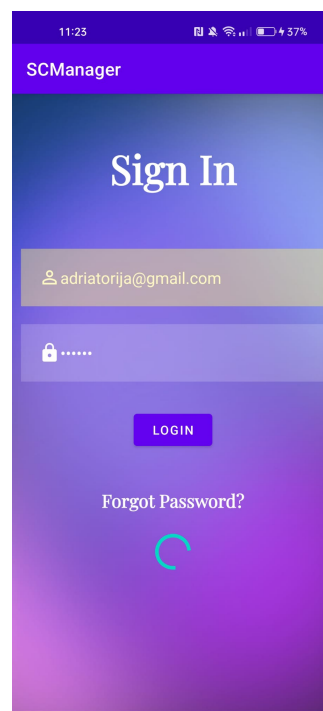 11:23 37%
SCManager
Sign In
adriatorija@gmail.com
••••••
LOGIN
Forgot Password?